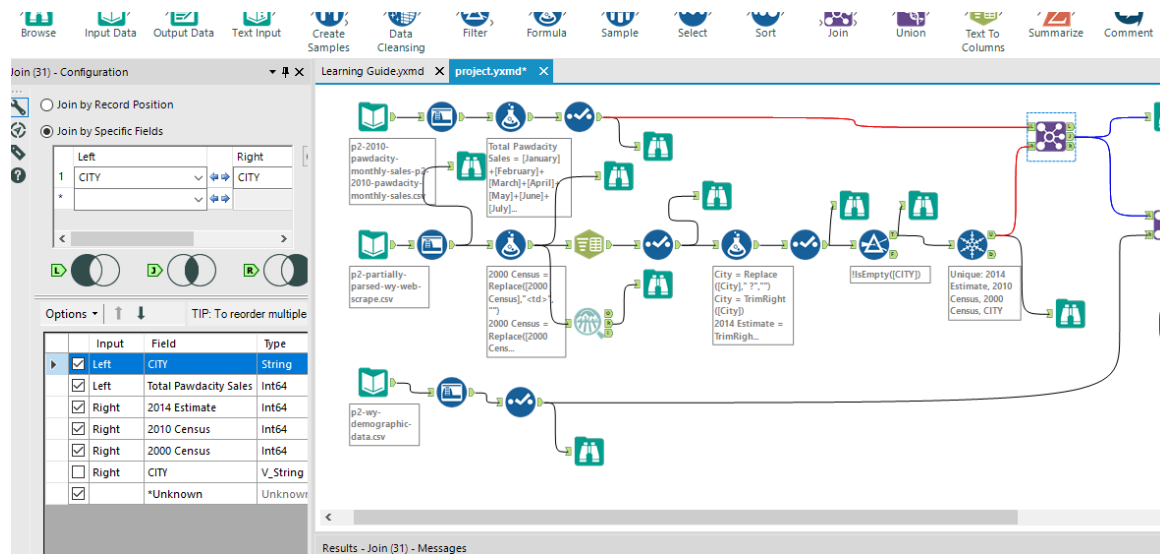 Browse
Input Data
Output Data
Text Input
Create
Samples
Data
Cleansing
Filter
Formula
Sample
Select
Sort
Join
Union
Text To
Columns
Summarize
Comment
Join (31) - Configuration
Learning Guide.yxmd
project.yxmd*
Join by Record Position
Join by Specific Fields
Left
Right
1
CITY
CITY
*
L
J
R
Options
TIP: To reorder multiple
Input
Field
Type
Left
CITY
String
Left
Total Pawdacity Sales
Int64
Right
2014 Estimate
Int64
Right
2010 Census
Int64
Right
2000 Census
Int64
Right
CITY
V_String
*Unknown
Unknown
p2-2010-
pawdacity-
monthly-sales-p2-
2010-pawdacity-
monthly-sales.csv
Total Pawdacity
Sales = [January]
+[February]+
[March]+[April]+
[May]+[June]+
[July]...
p2-partially-
parsed-wy-web-
scrape.csv
2000 Census =
Replace([2000
Census],"<td>",
"")
2000 Census =
Replace([2000
Cens...
City = Replace
([City]," ?","")
City = TrimRight
([City])
2014 Estimate =
TrimRigh...
!IsEmpty([CITY])
Unique: 2014
Estimate, 2010
Census, 2000
Census, CITY
p2-wy-
demographic-
data.csv
Results - Join (31) - Messages